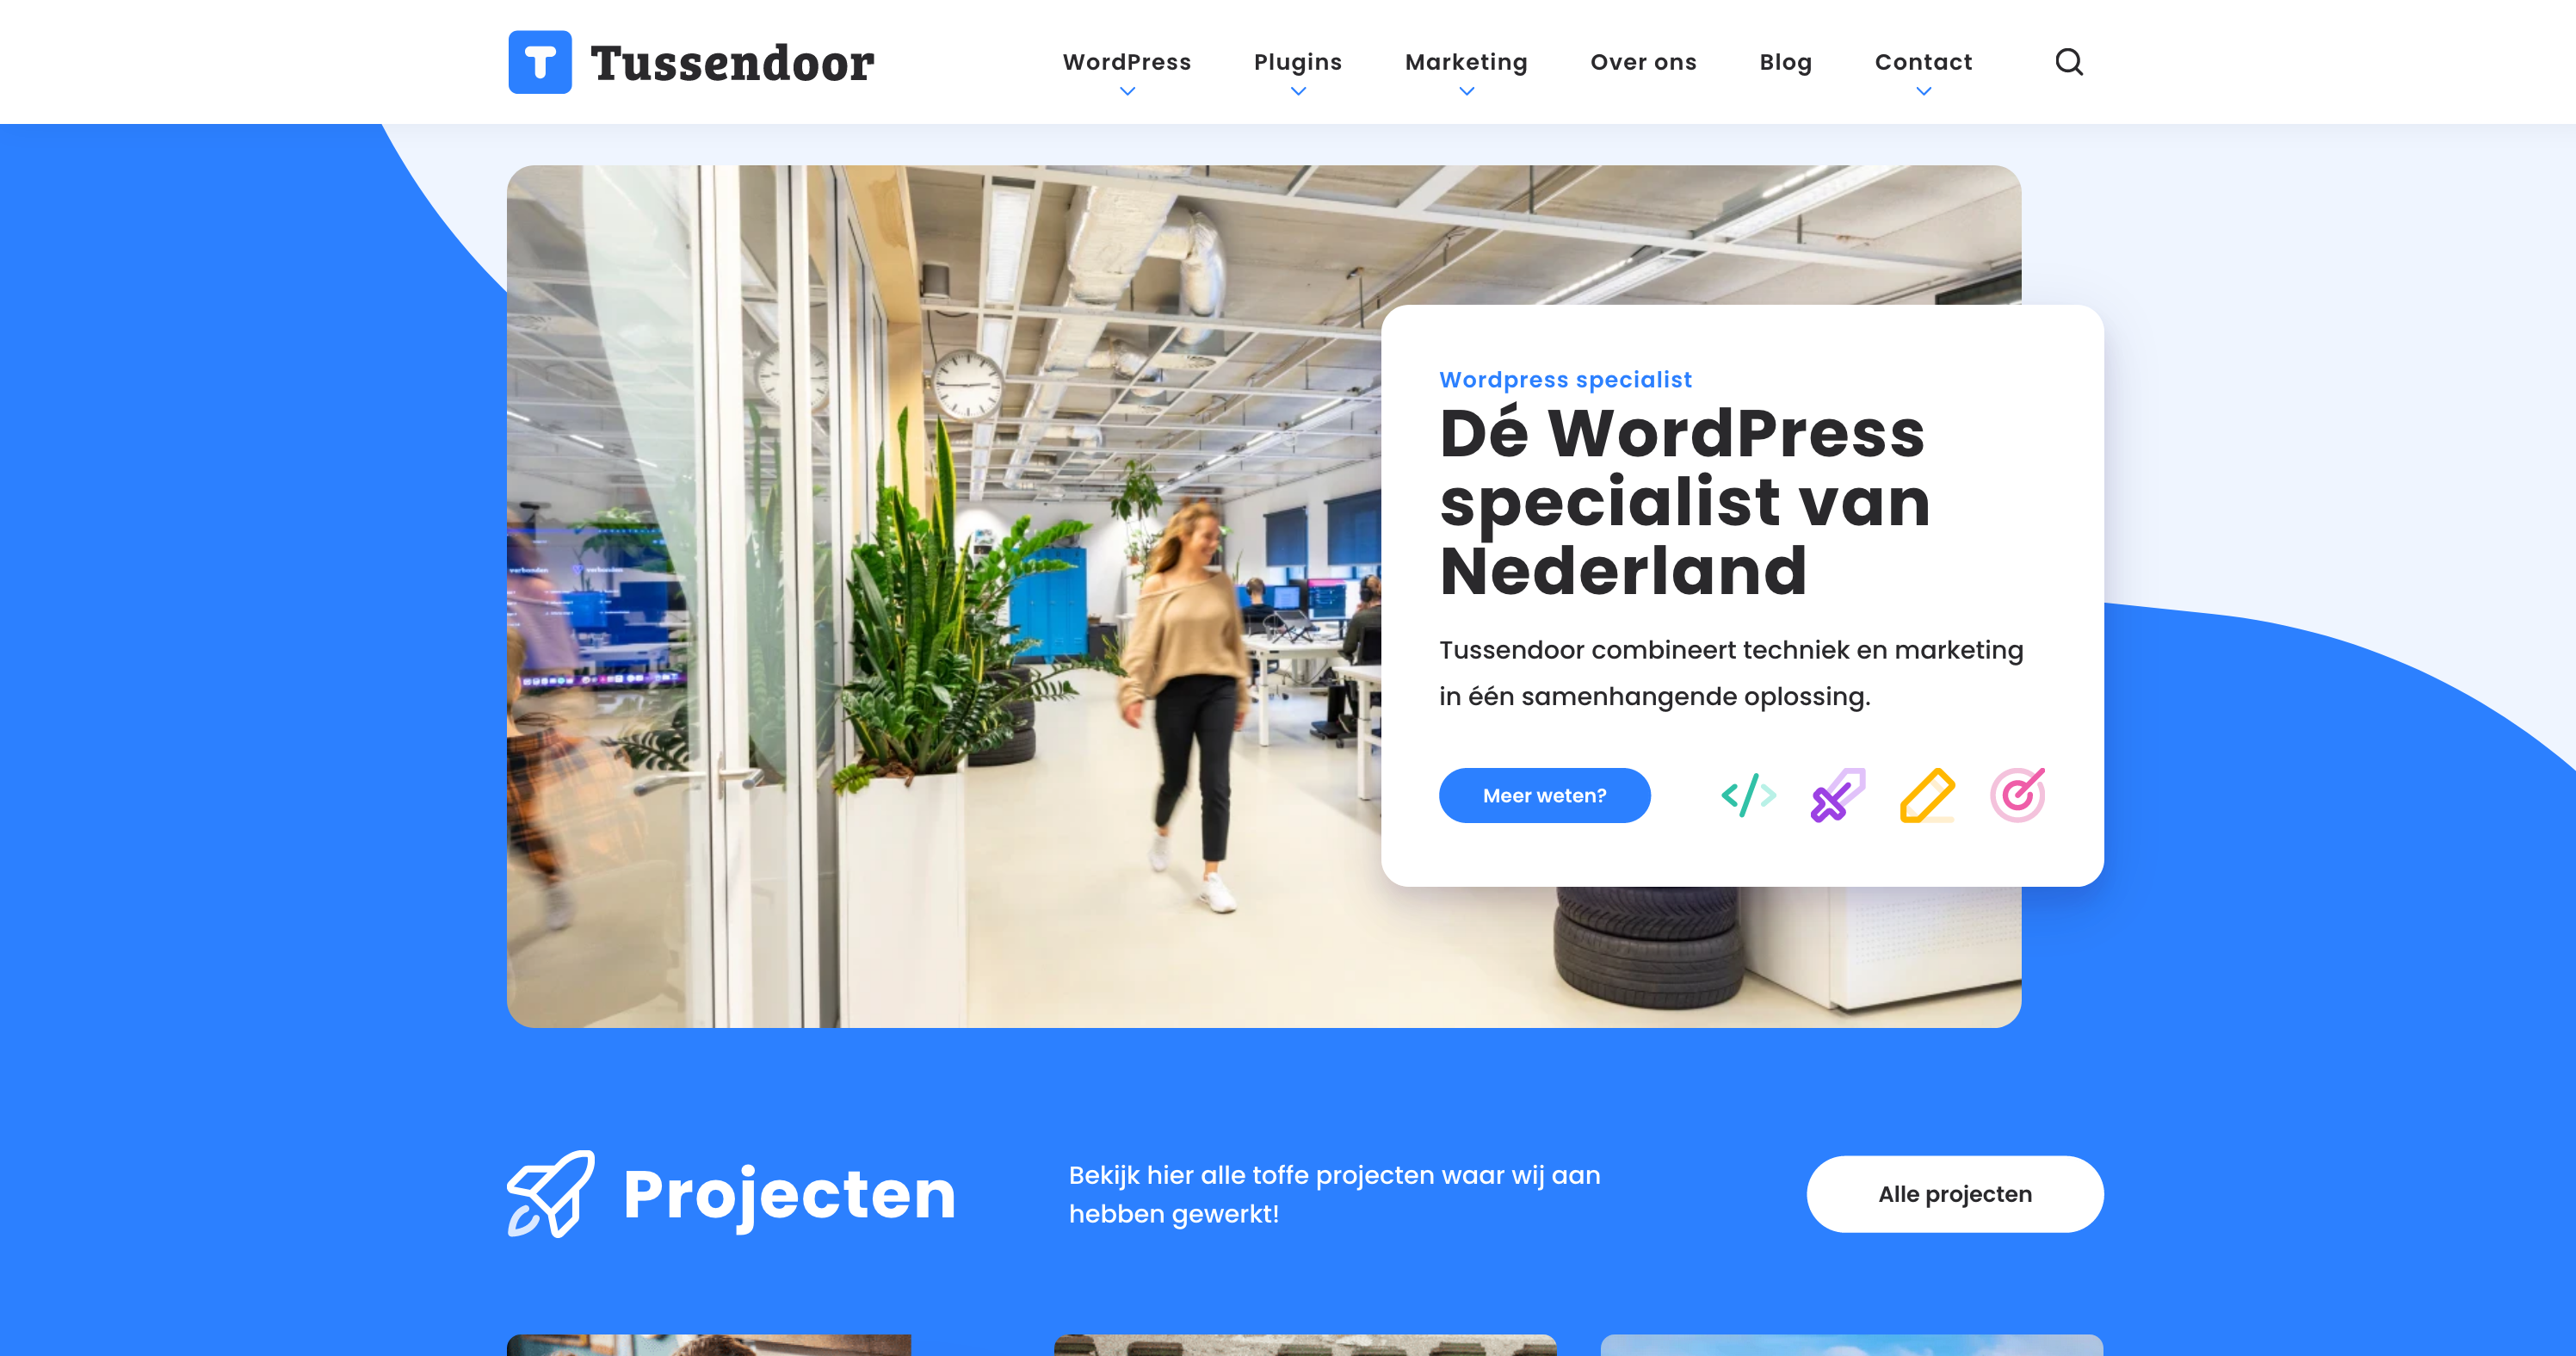 Tussendoor
WordPress
Plugins
Marketing
Over ons
Blog
Contact
Wordpress specialist
Dé WordPress
specialist van
Nederland
Tussendoor combineert techniek en marketing
in één samenhangende oplossing.
Meer weten?
Projecten
Bekijk hier alle toffe projecten waar wij aan
hebben gewerkt!
Alle projecten